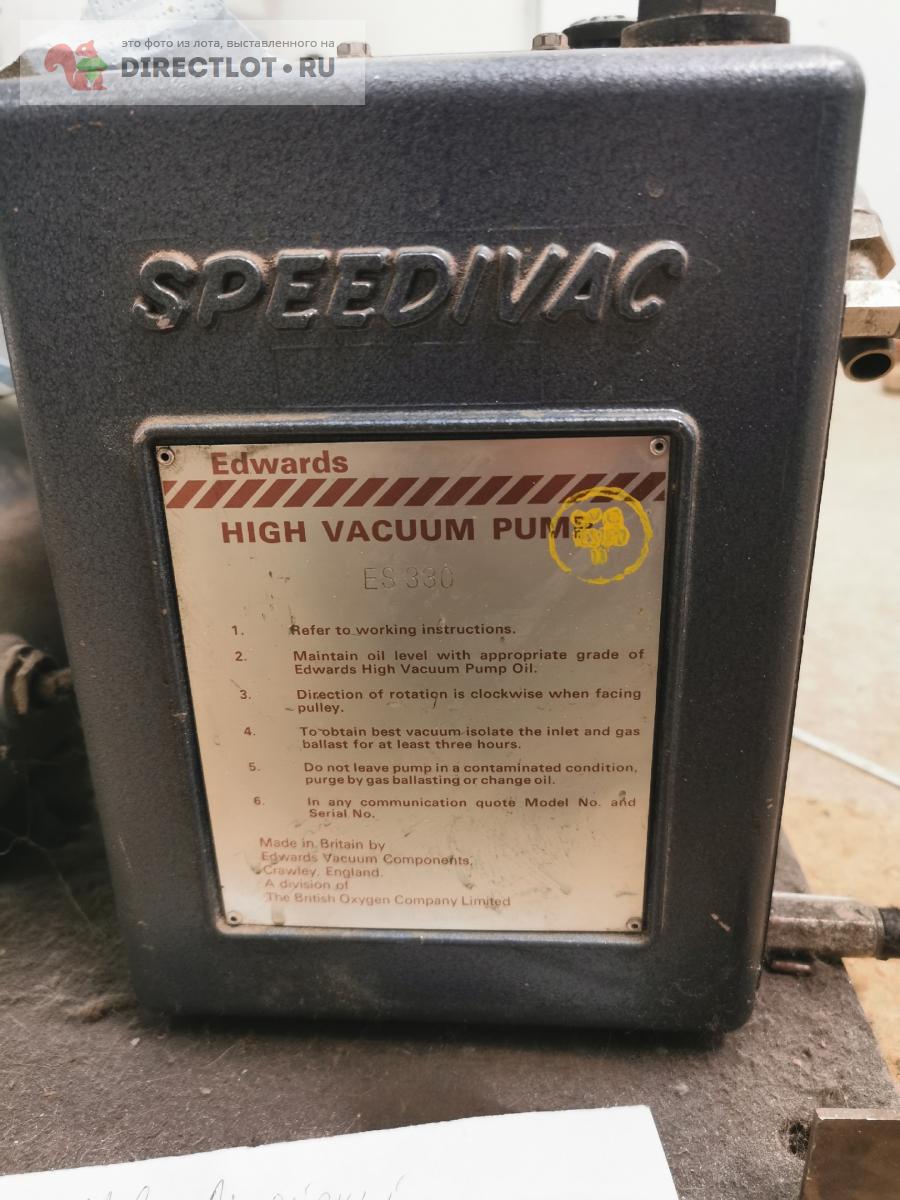 это фото из лота, выставленного на
DIRECTLOT.RU
SPEEDIVAC
Edwards
HIGH VACUUM PUMP
ES 330
1. Refer to working instructions.
2. Maintain oil level with appropriate grade of
Edwards High Vacuum Pump Oil.
3. Direction of rotation is clockwise when facing
pulley.
4. To obtain best vacuum isolate the inlet and gas
ballast for at least three hours.
5. Do not leave pump in a contaminated condition,
purge by gas ballasting or change oil.
6. In any communication quote Model No. and
Serial No.
Made in Britain by
Edwards Vacuum Components,
Crawley, England.
A division of
The British Oxygen Company Limited